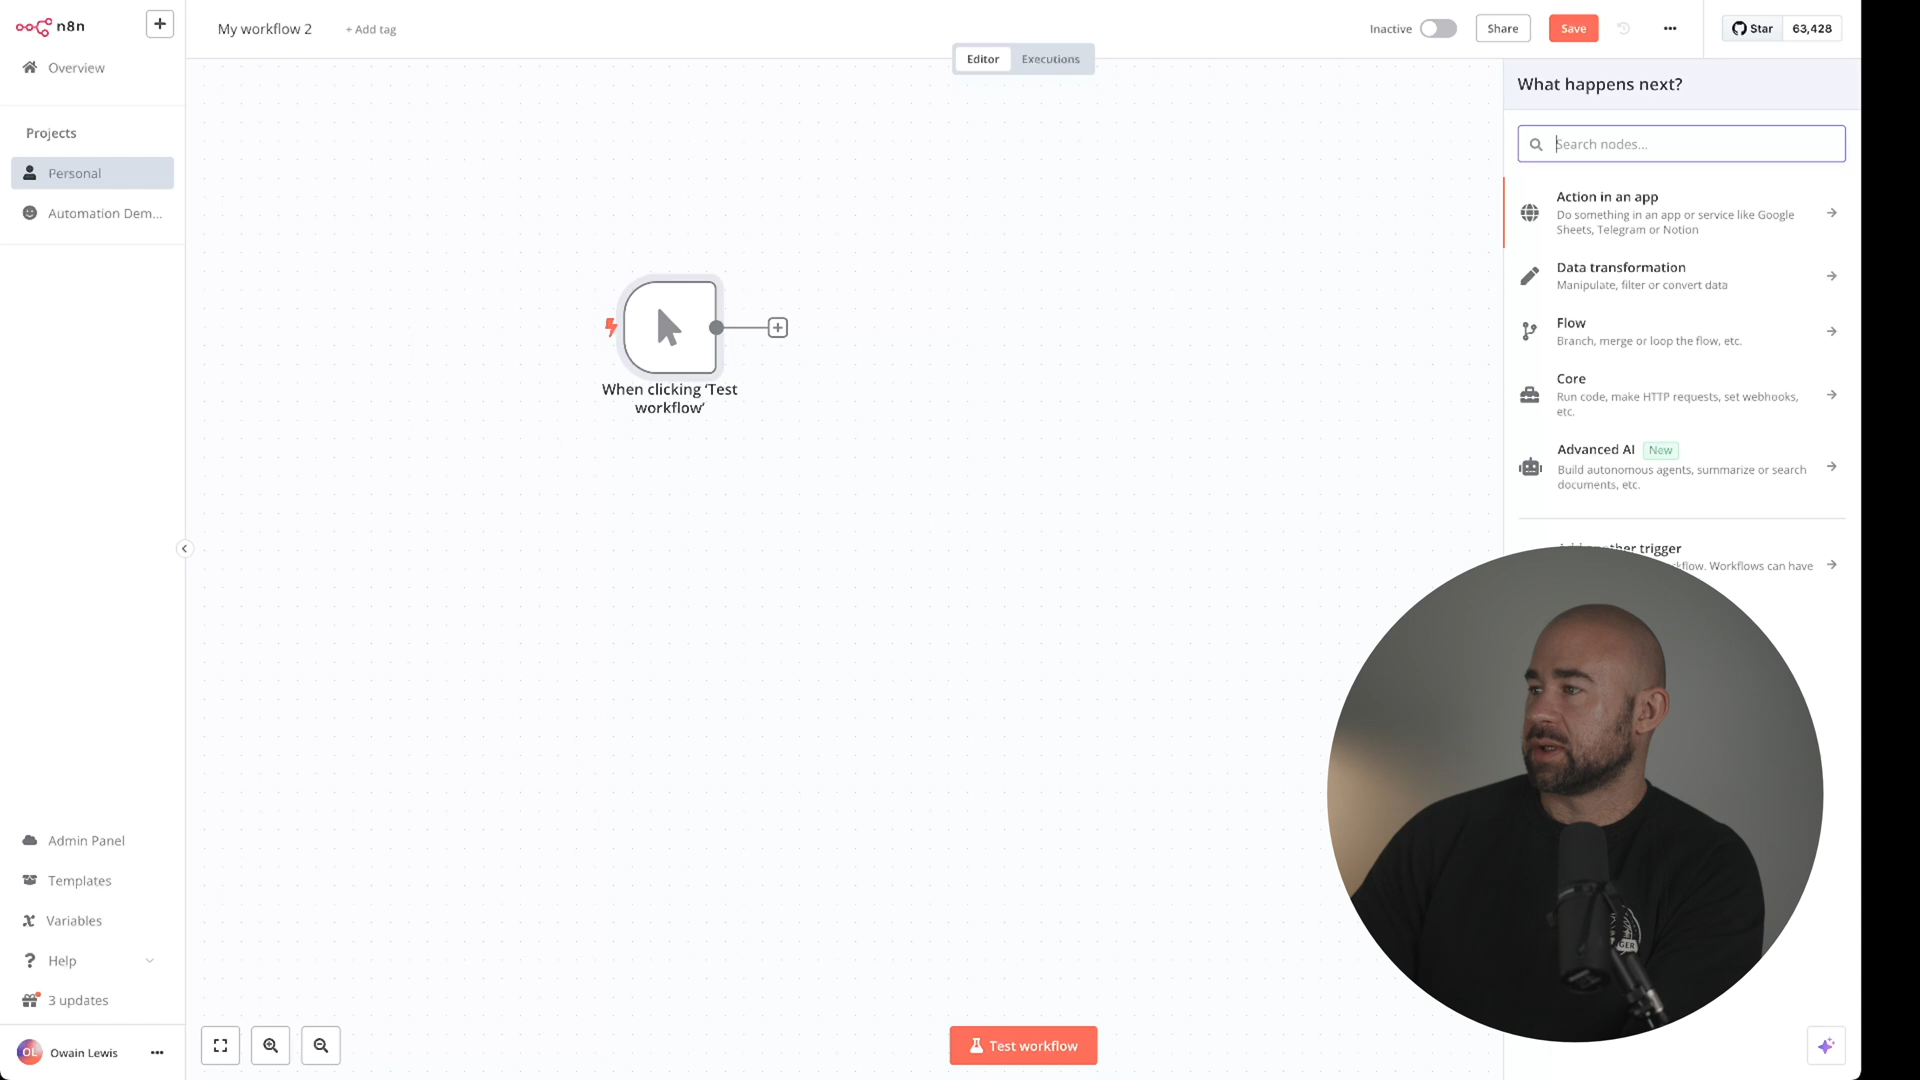 n8n
Overview
Projects
Personal
Automation Dem...
Admin Panel
Templates
Variables
Help
3 updates
OL
Owain Lewis
My workflow 2
+ Add tag
Editor
Executions
Inactive
Share
Save
Star
63,428
When clicking ‘Test
workflow’
Test workflow
What happens next?
Search nodes...
Action in an app
Do something in an app or service like Google
Sheets, Telegram or Notion
Data transformation
Manipulate, filter or convert data
Flow
Branch, merge or loop the flow, etc.
Core
Run code, make HTTP requests, set webhooks,
etc.
Advanced AI
New
Build autonomous agents, summarize or search
documents, etc.
trigger
Workflows can have